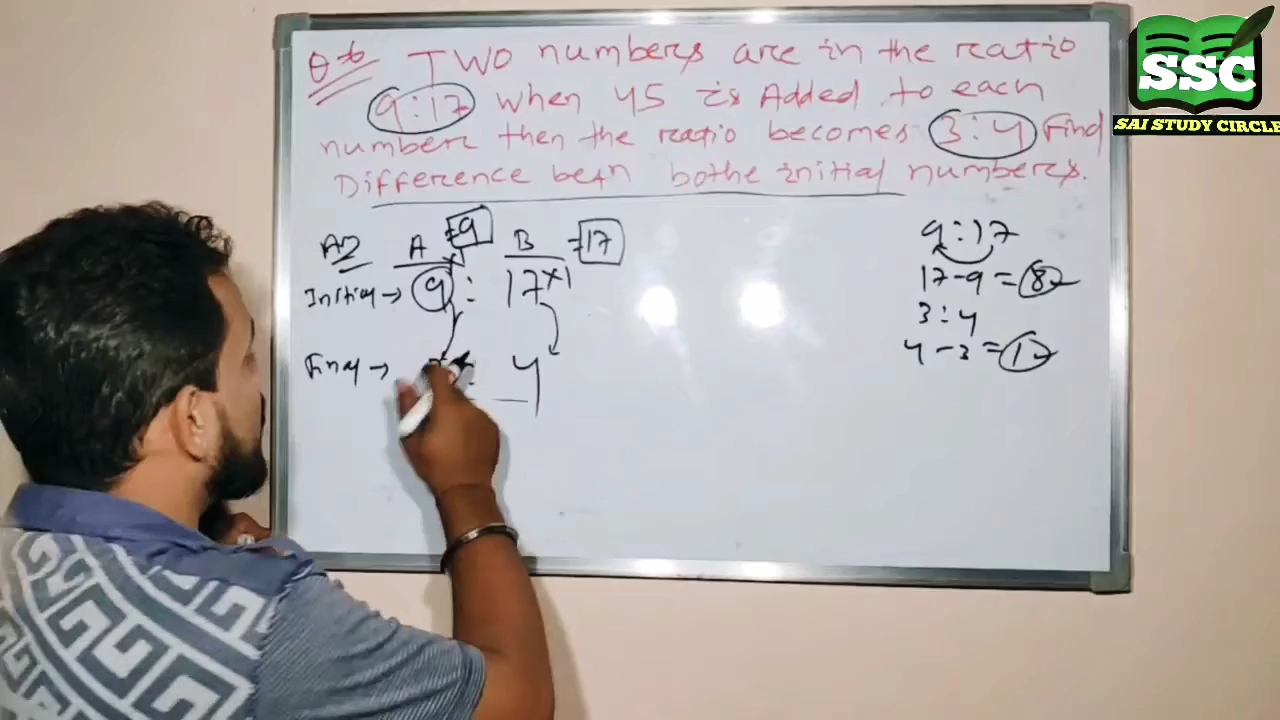 TWO numbers are in the reatio
9:17 when 45 is Added to each
number then the reatio becomes 3:4 Find
Difference betn bothe initial numbers.
A B
=9 =17
Initial → 9 : 17×1
Final → : 4
9:17
17-9=8
3:4
4-3=1
SSC
SAI STUDY CIRCLE